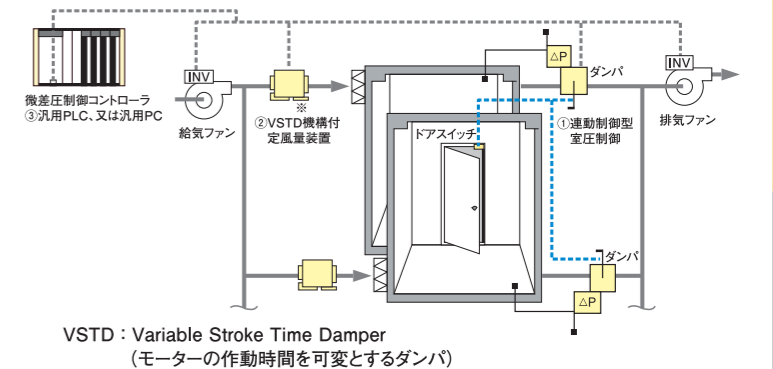 INV
微差圧制御コントローラ
③汎用PLC、又は汎用PC
給気ファン
※
②VSTD機構付
定風量装置
ドアスイッチ
△P
ダンパ
①連動制御型
室圧制御
INV
排気ファン
ダンパ
△P
VSTD：Variable Stroke Time Damper
（モーターの作動時間を可変とするダンパ）